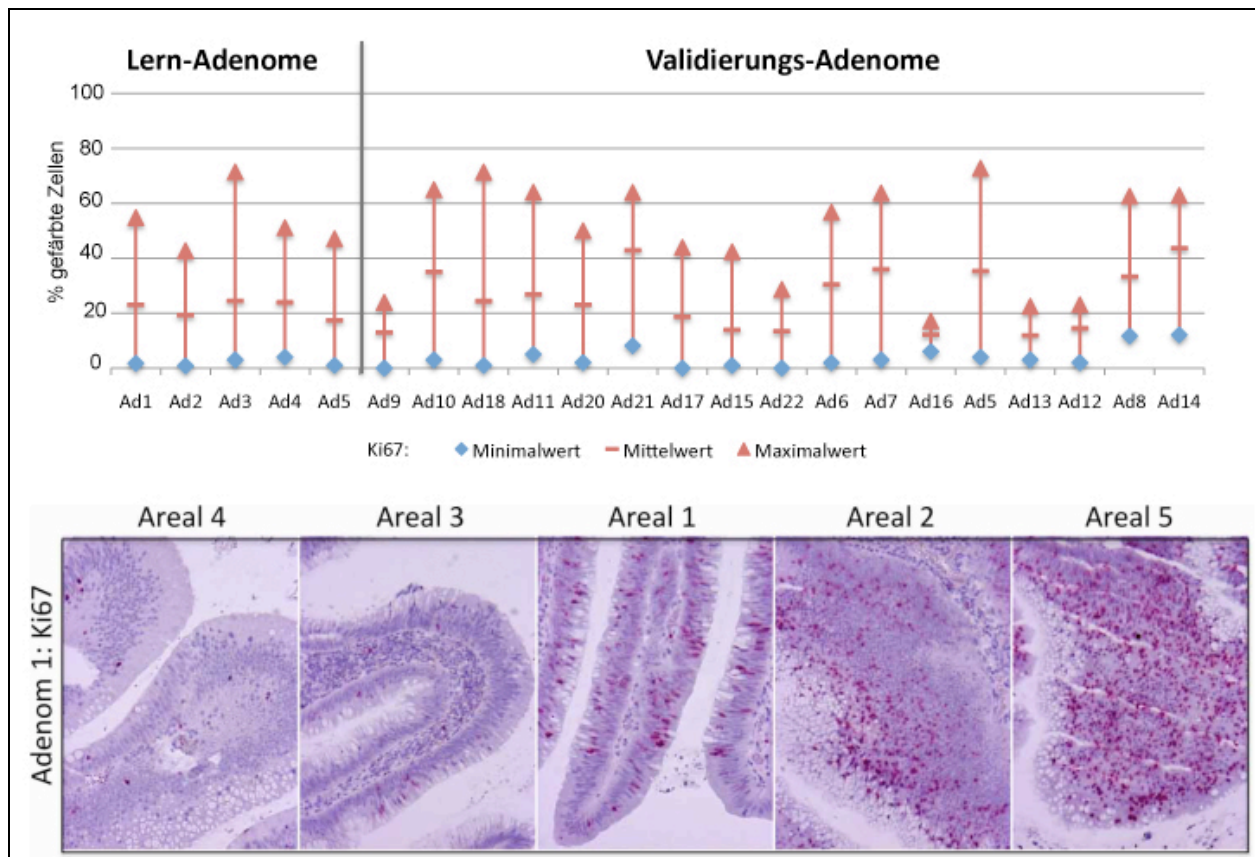 Lern-Adenome Validierungs-Adenome
% gefärbte Zellen
100
80
60
40
20
0
Ad1 Ad2 Ad3 Ad4 Ad5 Ad9 Ad10 Ad18 Ad11 Ad20 Ad21 Ad17 Ad15 Ad22 Ad6 Ad7 Ad16 Ad5 Ad13 Ad12 Ad8 Ad14
Ki67: Minimalwert Mittelwert Maximalwert
Areal 4 Areal 3 Areal 1 Areal 2 Areal 5
Adenom 1: Ki67